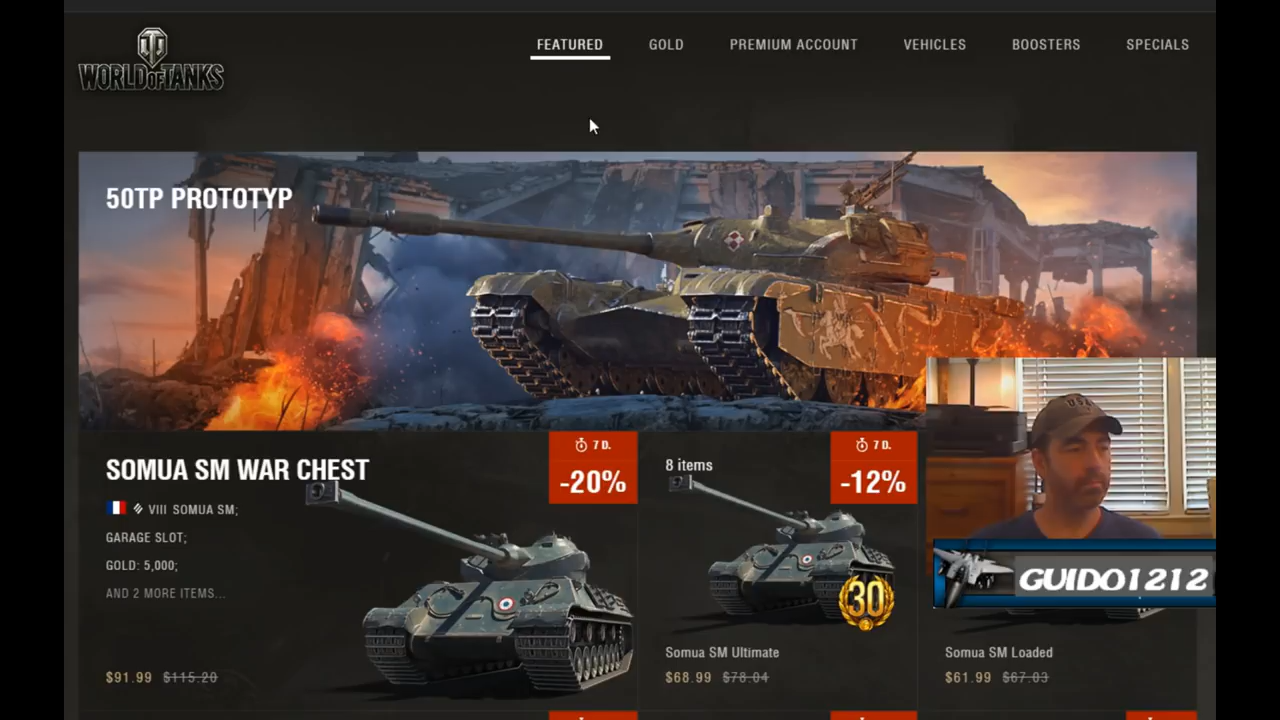 WORLD OF TANKS
FEATURED
GOLD
PREMIUM ACCOUNT
VEHICLES
BOOSTERS
SPECIALS
50TP PROTOTYP
SOMUA SM WAR CHEST
VIII SOMUA SM;
GARAGE SLOT;
GOLD: 5,000;
AND 2 MORE ITEMS...
$91.99 $115.20
7 D.
-20%
8 items
7 D.
-12%
30
Somua SM Ultimate
$68.99 $78.04
USA
GUIDO1212
Somua SM Loaded
$61.99 $67.03